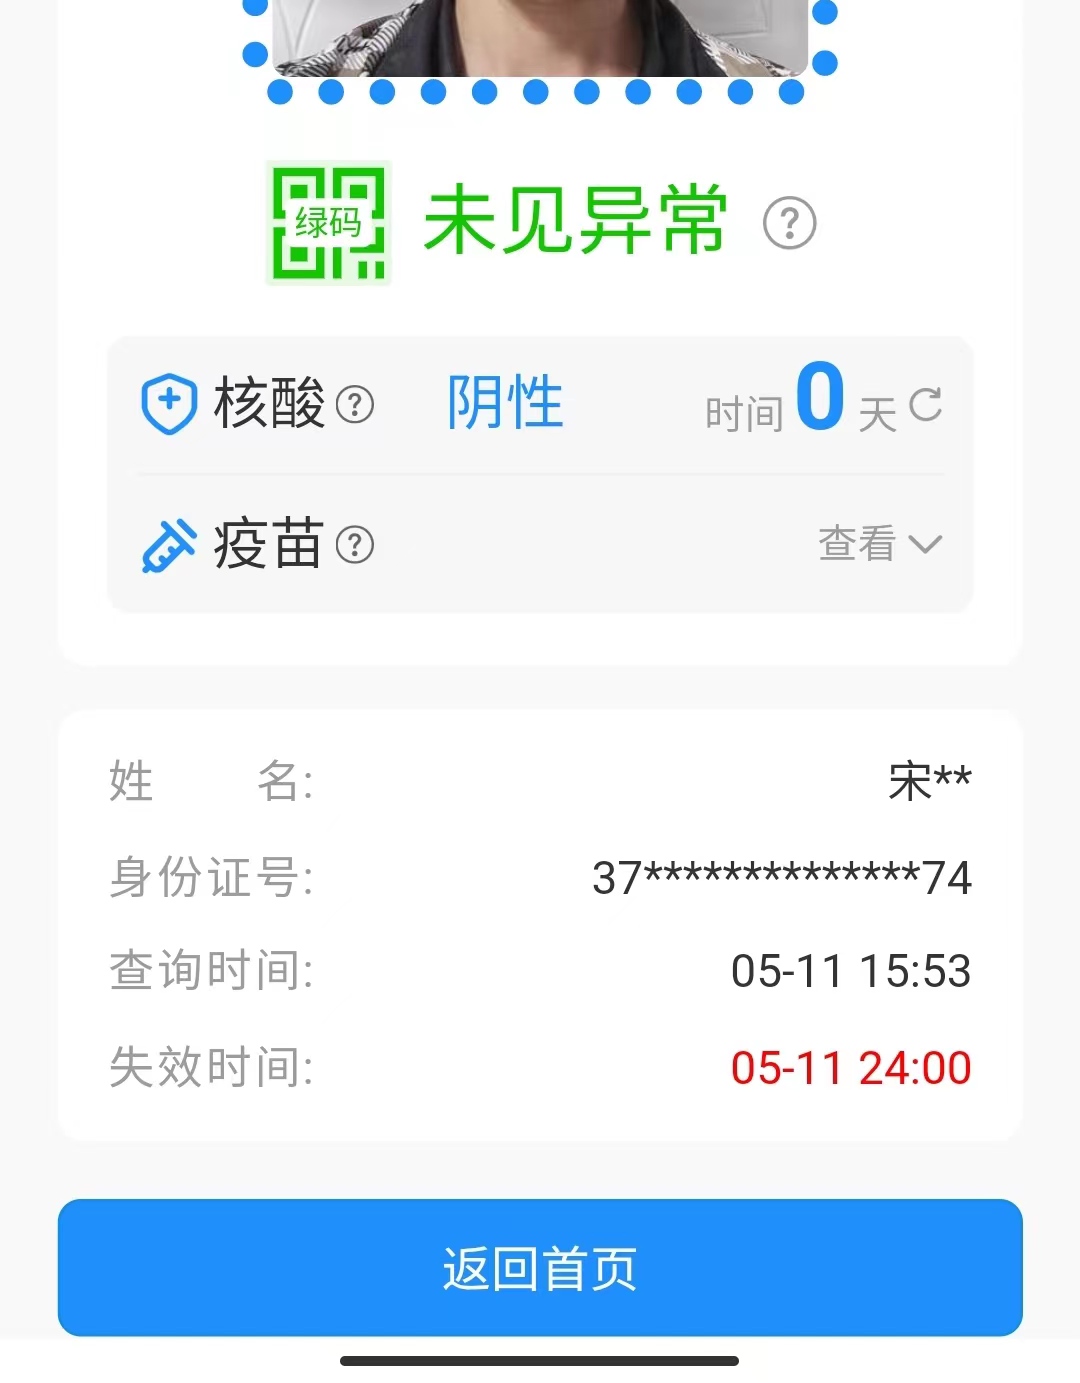 绿码 未见异常 ?
核酸 ? 阴性 时间 0 天
疫苗 ? 查看
姓 名: 宋**
身份证号: 37**************74
查询时间: 05-11 15:53
失效时间: 05-11 24:00
返回首页